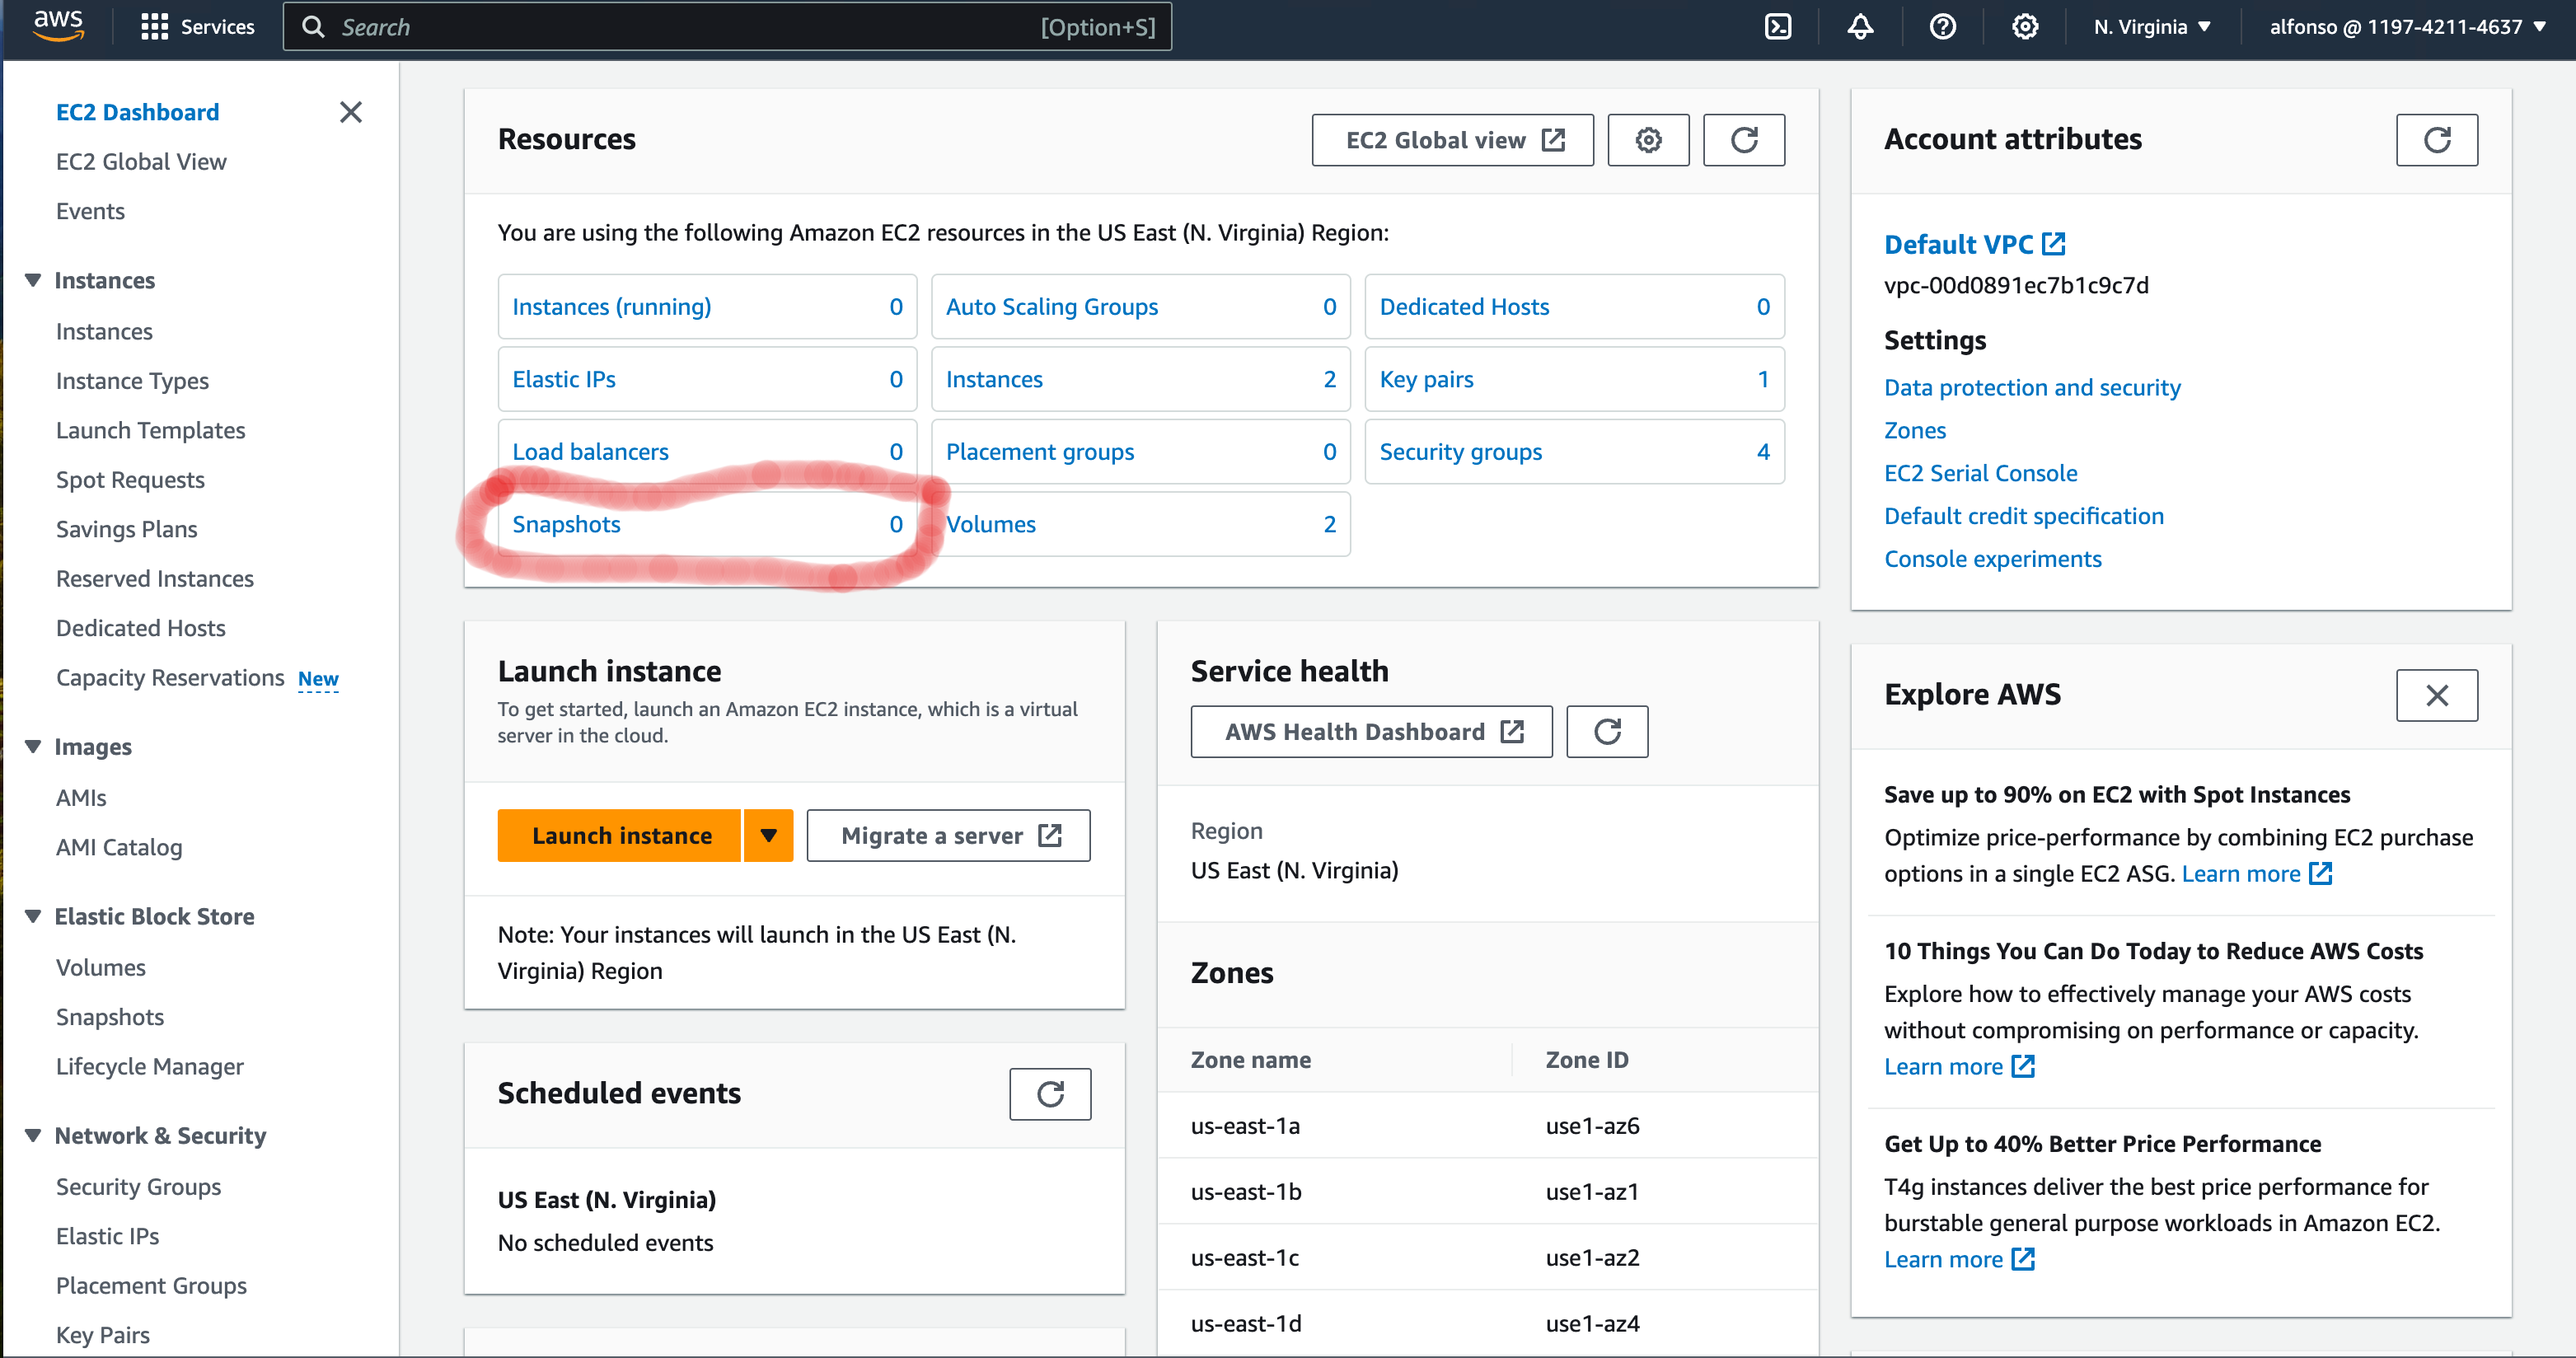 aws
Services
Search [Option+S]
N. Virginia
alfonso @ 1197-4211-4637
EC2 Dashboard
EC2 Global View
Events
Instances
Instances
Instance Types
Launch Templates
Spot Requests
Savings Plans
Reserved Instances
Dedicated Hosts
Capacity Reservations New
Images
AMIs
AMI Catalog
Elastic Block Store
Volumes
Snapshots
Lifecycle Manager
Network & Security
Security Groups
Elastic IPs
Placement Groups
Key Pairs
Resources
EC2 Global view
You are using the following Amazon EC2 resources in the US East (N. Virginia) Region:
Instances (running) 0
Auto Scaling Groups 0
Dedicated Hosts 0
Elastic IPs 0
Instances 2
Key pairs 1
Load balancers 0
Placement groups 0
Security groups 4
Snapshots 0
Volumes 2
Launch instance
To get started, launch an Amazon EC2 instance, which is a virtual
server in the cloud.
Launch instance
Migrate a server
Note: Your instances will launch in the US East (N.
Virginia) Region
Scheduled events
US East (N. Virginia)
No scheduled events
Service health
AWS Health Dashboard
Region
US East (N. Virginia)
Zones
Zone name Zone ID
us-east-1a use1-az6
us-east-1b use1-az1
us-east-1c use1-az2
us-east-1d use1-az4
Account attributes
Default VPC
vpc-00d0891ec7b1c9c7d
Settings
Data protection and security
Zones
EC2 Serial Console
Default credit specification
Console experiments
Explore AWS
Save up to 90% on EC2 with Spot Instances
Optimize price-performance by combining EC2 purchase
options in a single EC2 ASG. Learn more
10 Things You Can Do Today to Reduce AWS Costs
Explore how to effectively manage your AWS costs
without compromising on performance or capacity.
Learn more
Get Up to 40% Better Price Performance
T4g instances deliver the best price performance for
burstable general purpose workloads in Amazon EC2.
Learn more